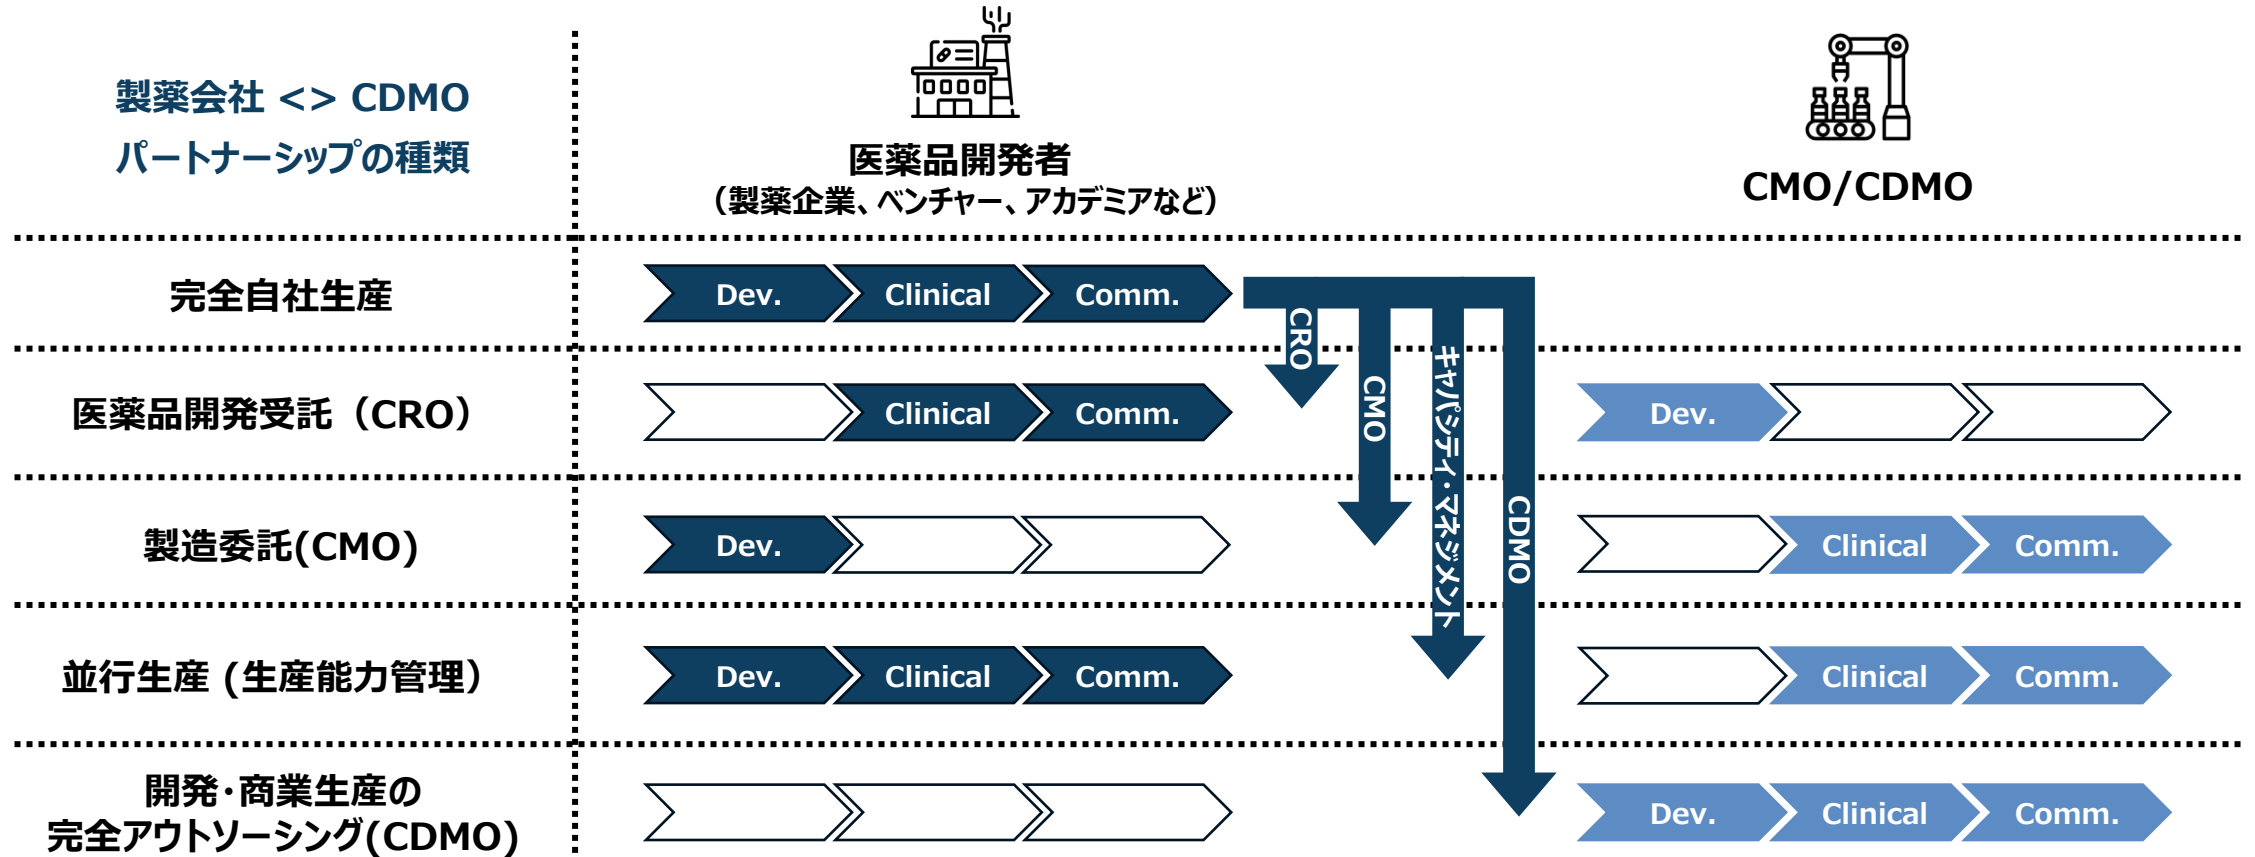 製薬会社 <> CDMO
パートナーシップの種類
医薬品開発者
（製薬企業、ベンチャー、アカデミアなど）
CMO/CDMO
完全自社生産
Dev.
Clinical
Comm.
CRO
CMO
キャパシティ・マネジメント
CDMO
医薬品開発受託（CRO）
Clinical
Comm.
Dev.
製造委託(CMO)
Dev.
Clinical
Comm.
並行生産 (生産能力管理）
Dev.
Clinical
Comm.
Clinical
Comm.
開発・商業生産の
完全アウトソーシング(CDMO)
Dev.
Clinical
Comm.